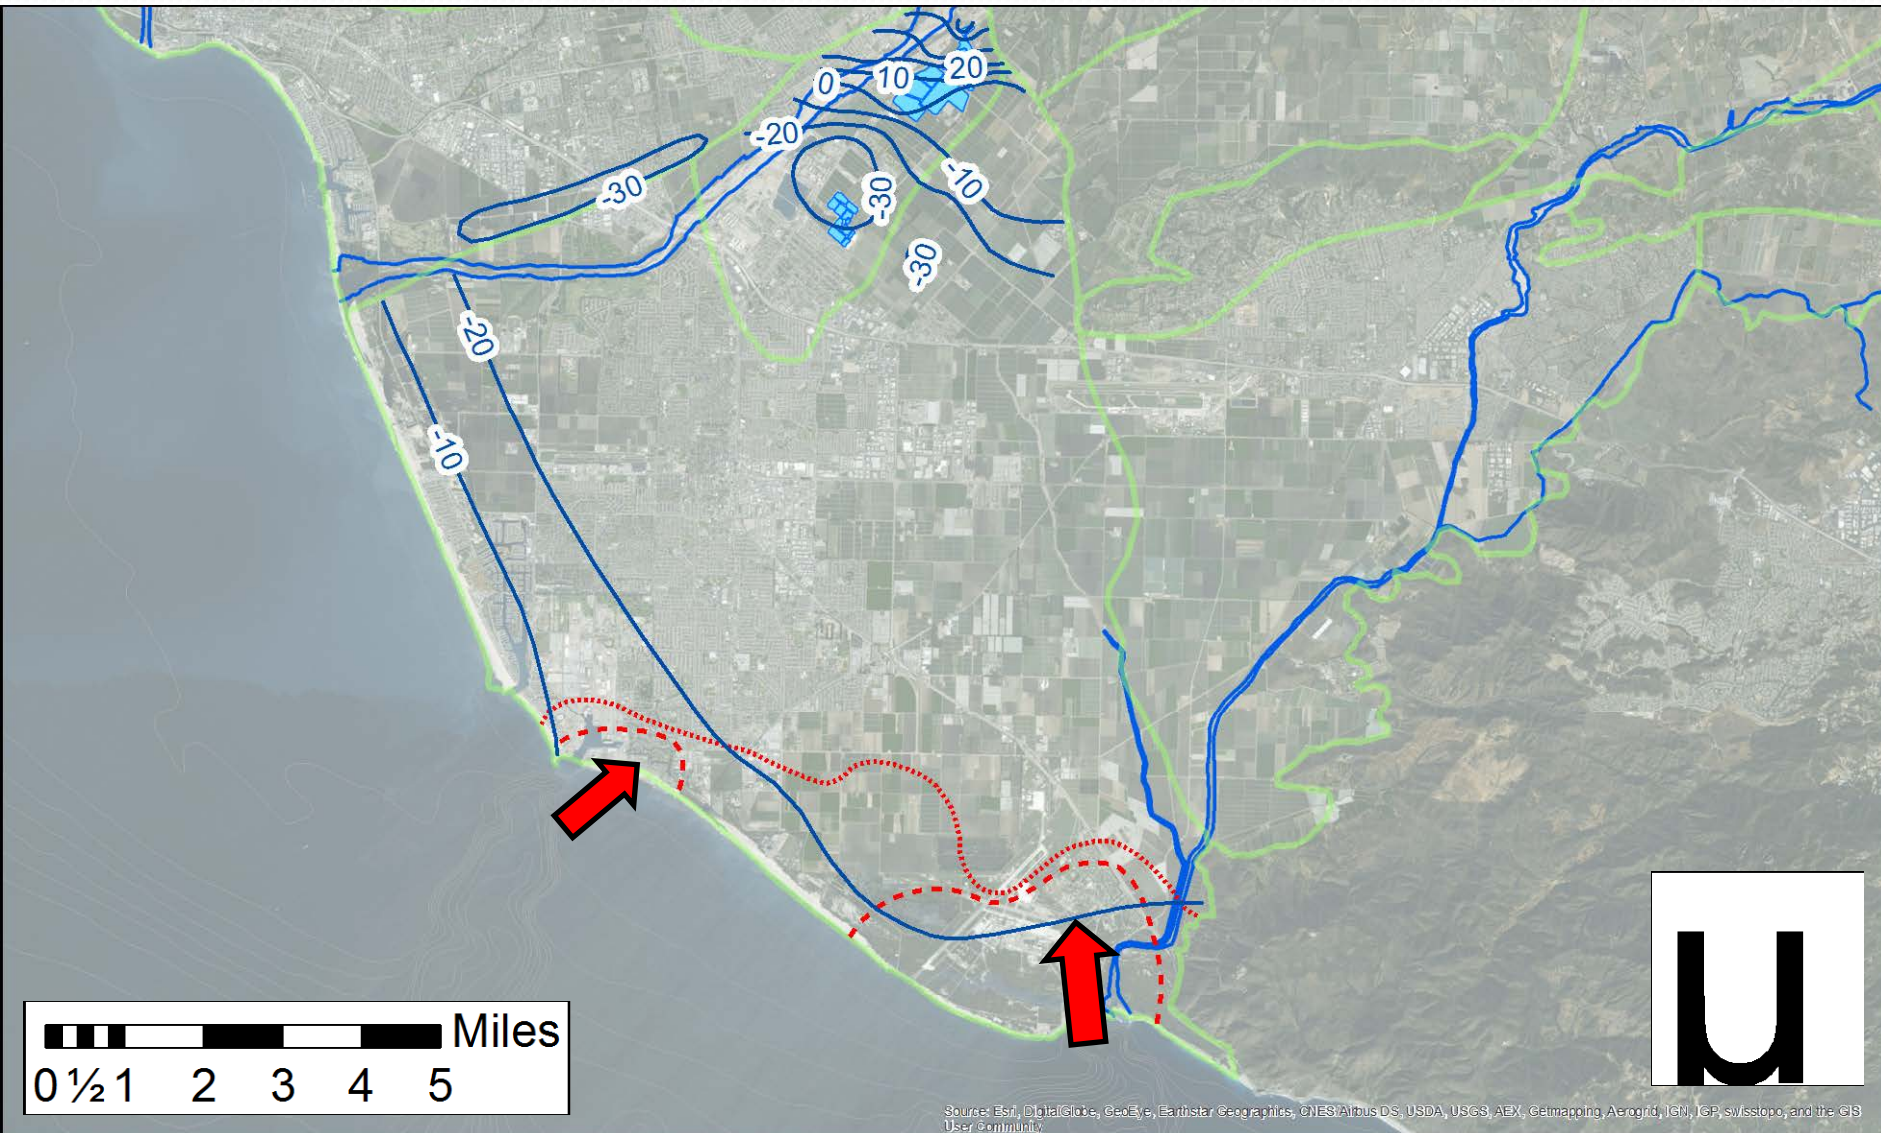 0
10
20
-20
-30
-30
-10
-30
-20
-10
Miles
0 ½ 1 2 3 4 5
µ
Source: Esri, DigitalGlobe, GeoEye, Earthstar Geographics, CNES/Airbus DS, USDA, USGS, AEX, Getmapping, Aerogrid, IGN, IGP, swisstopo, and the GIS
User Community